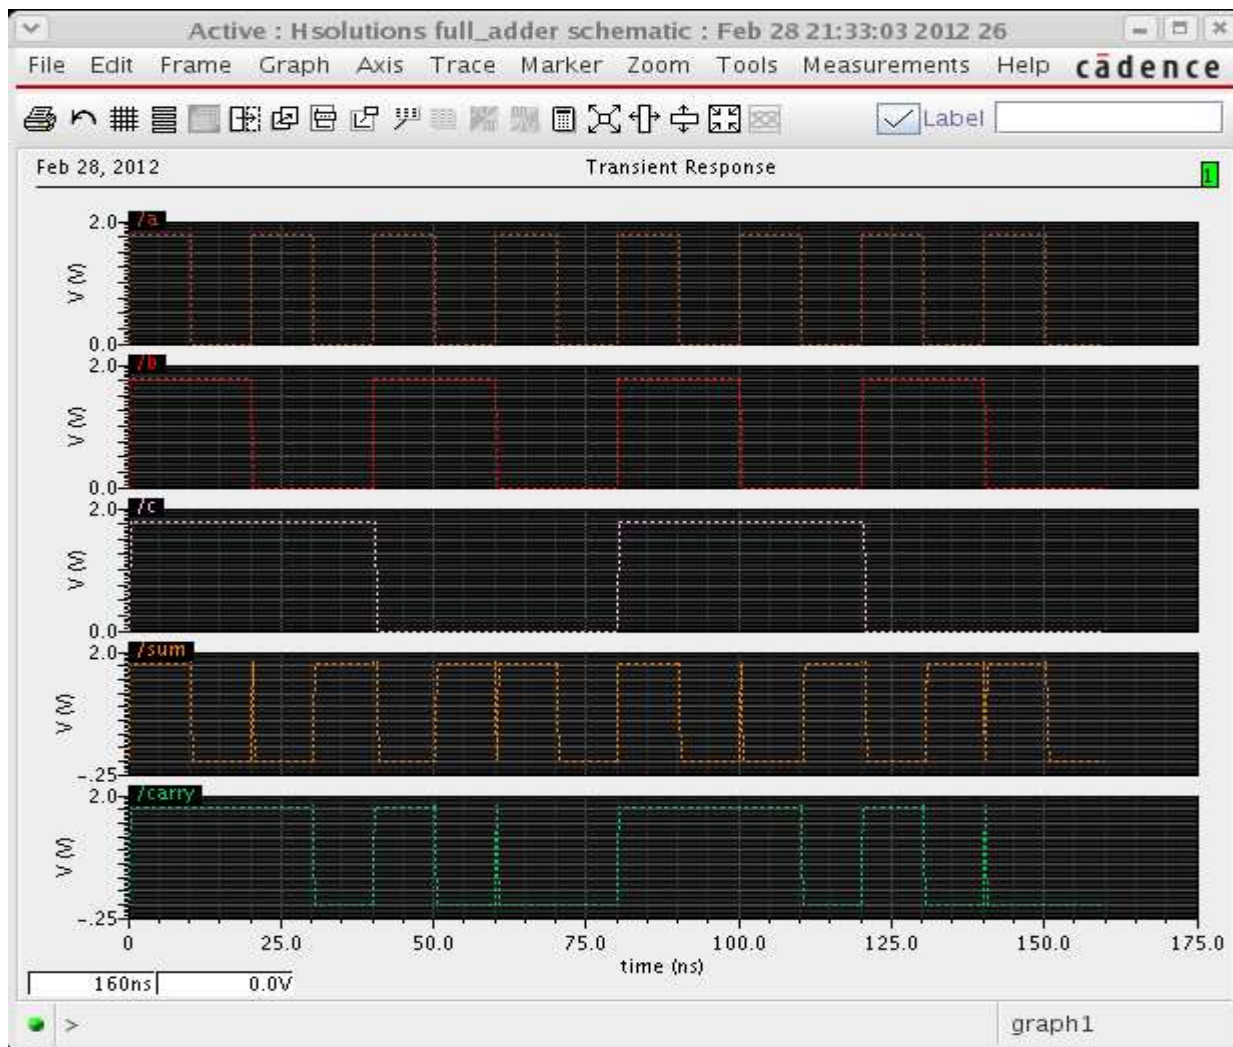 Active : Hsolutions full_adder schematic : Feb 28 21:33:03 2012 26
File Edit Frame Graph Axis Trace Marker Zoom Tools Measurements Help cādence
Label
Feb 28, 2012 Transient Response 1
/a
2.0
V (V)
0.0
/b
2.0
V (V)
0.0
/c
2.0
V (V)
0.0
/sum
2.0
V (V)
-.25
/carry
2.0
V (V)
-.25
0 25.0 50.0 75.0 100.0 125.0 150.0 175.0
time (ns)
160ns 0.0V
> graph1